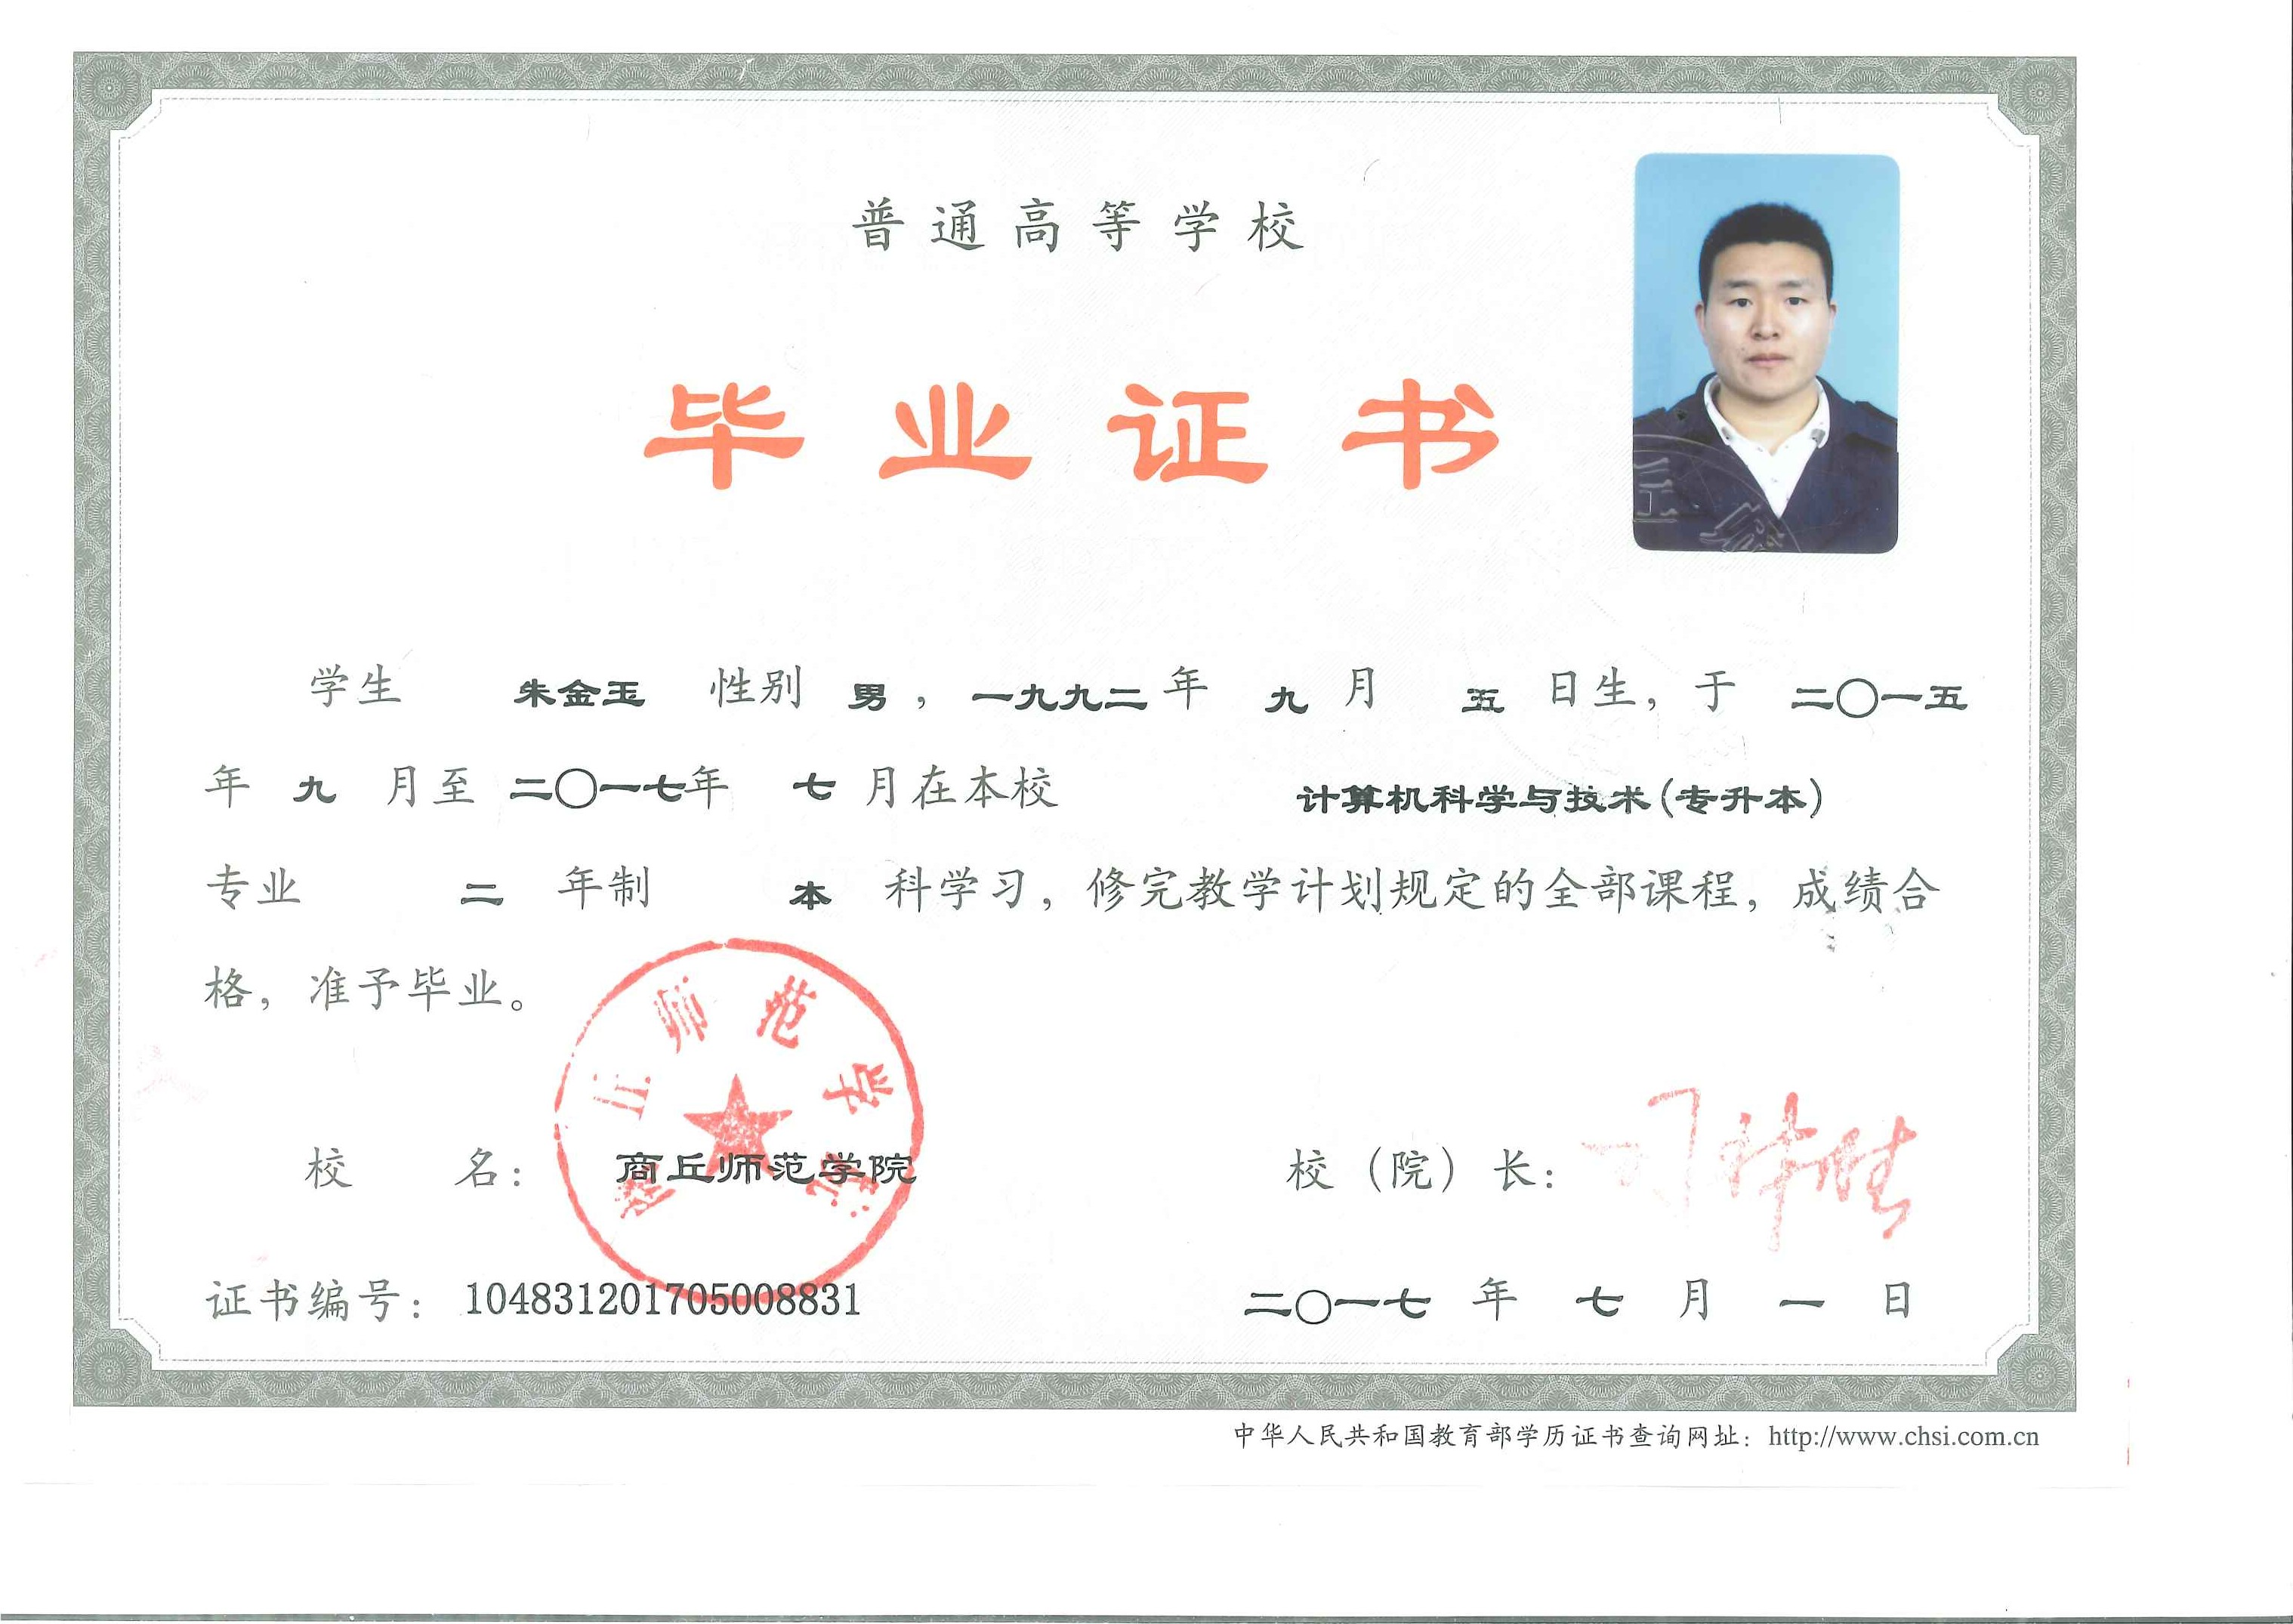 普通高等学校
毕业证书
学生 朱金玉 性别 男，一九九二年 九 月 五 日生，于 二〇一五
年 九 月至 二〇一七年 七 月在本校 计算机科学与技术(专升本)
专业 二 年制 本 科学习，修完教学计划规定的全部课程，成绩合
格，准予毕业。
商丘师范学院
校 名： 商丘师范学院
校（院）长：
证书编号：104831201705008831
二〇一七 年 七 月 一 日
中华人民共和国教育部学历证书查询网址：http://www.chsi.com.cn